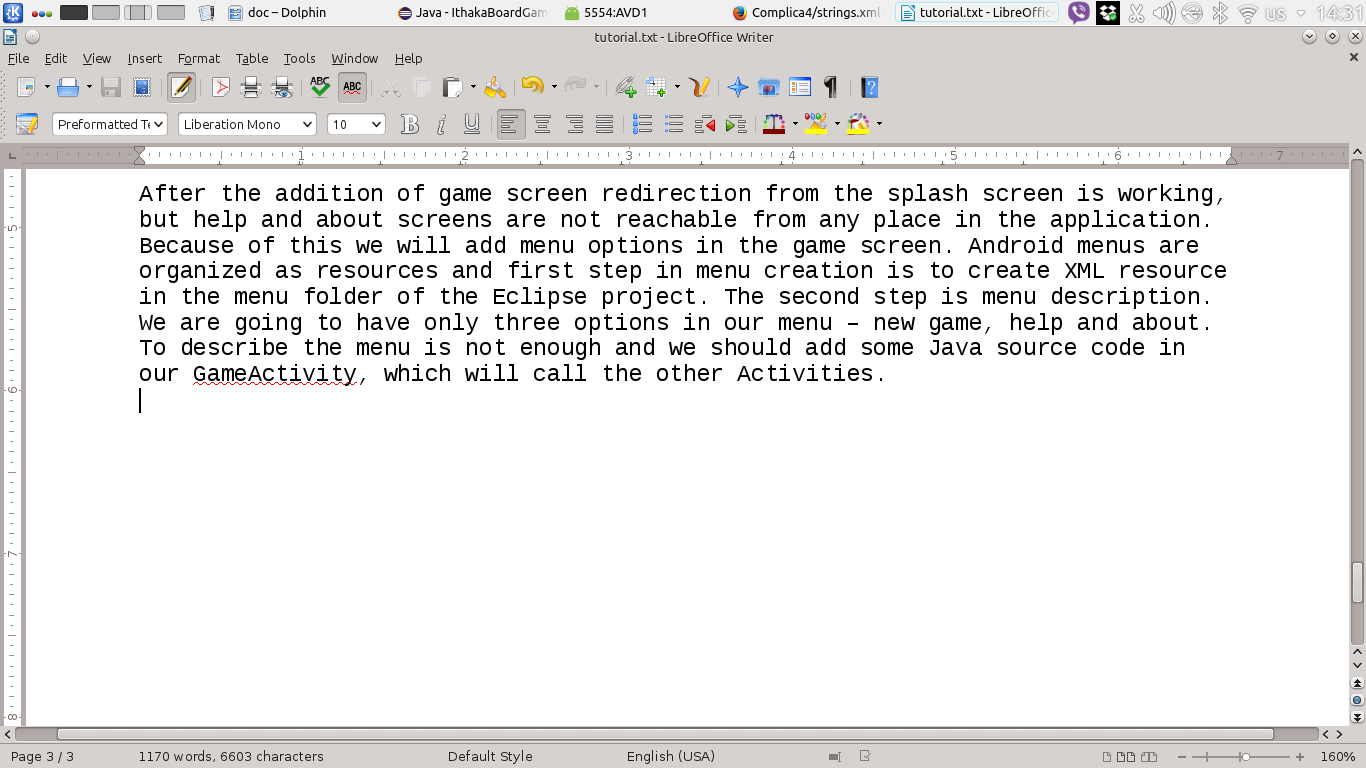 doc – Dolphin
Java - IthakaBoardGam
5554:AVD1
Complica4/strings.xml
tutorial.txt - LibreOffic
us
14:31
tutorial.txt - LibreOffice Writer
File Edit View Insert Format Table Tools Window Help
ABC
ABC
Preformatted Te
Liberation Mono
10
B i U
1 2 3 4 5 6 7
After the addition of game screen redirection from the splash screen is working,
but help and about screens are not reachable from any place in the application.
Because of this we will add menu options in the game screen. Android menus are
organized as resources and first step in menu creation is to create XML resource
in the menu folder of the Eclipse project. The second step is menu description.
We are going to have only three options in our menu – new game, help and about.
To describe the menu is not enough and we should add some Java source code in
our GameActivity, which will call the other Activities.
5
6
7
8
Page 3 / 3
1170 words, 6603 characters
Default Style
English (USA)
160%